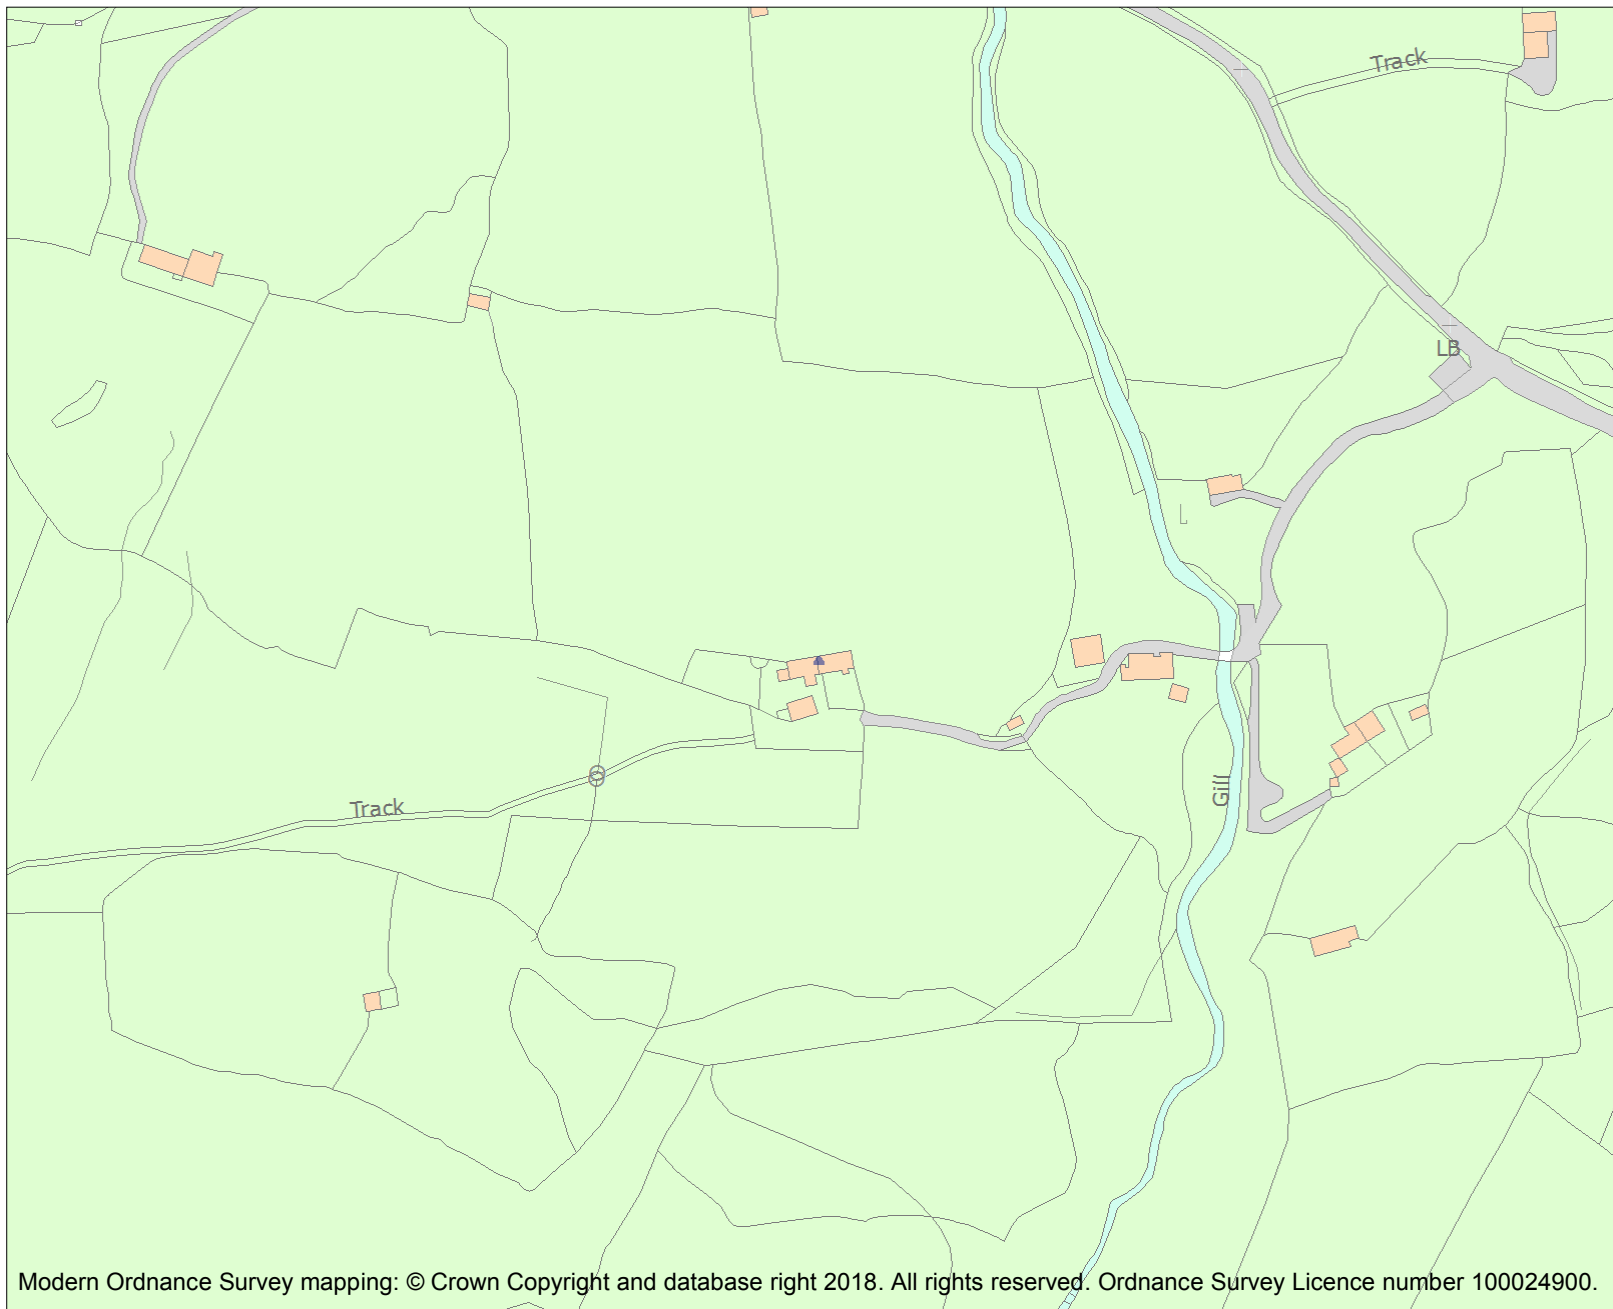 Track
LB
Gill
Track
Modern Ordnance Survey mapping: © Crown Copyright and database right 2018. All rights reserved. Ordnance Survey Licence number 100024900.